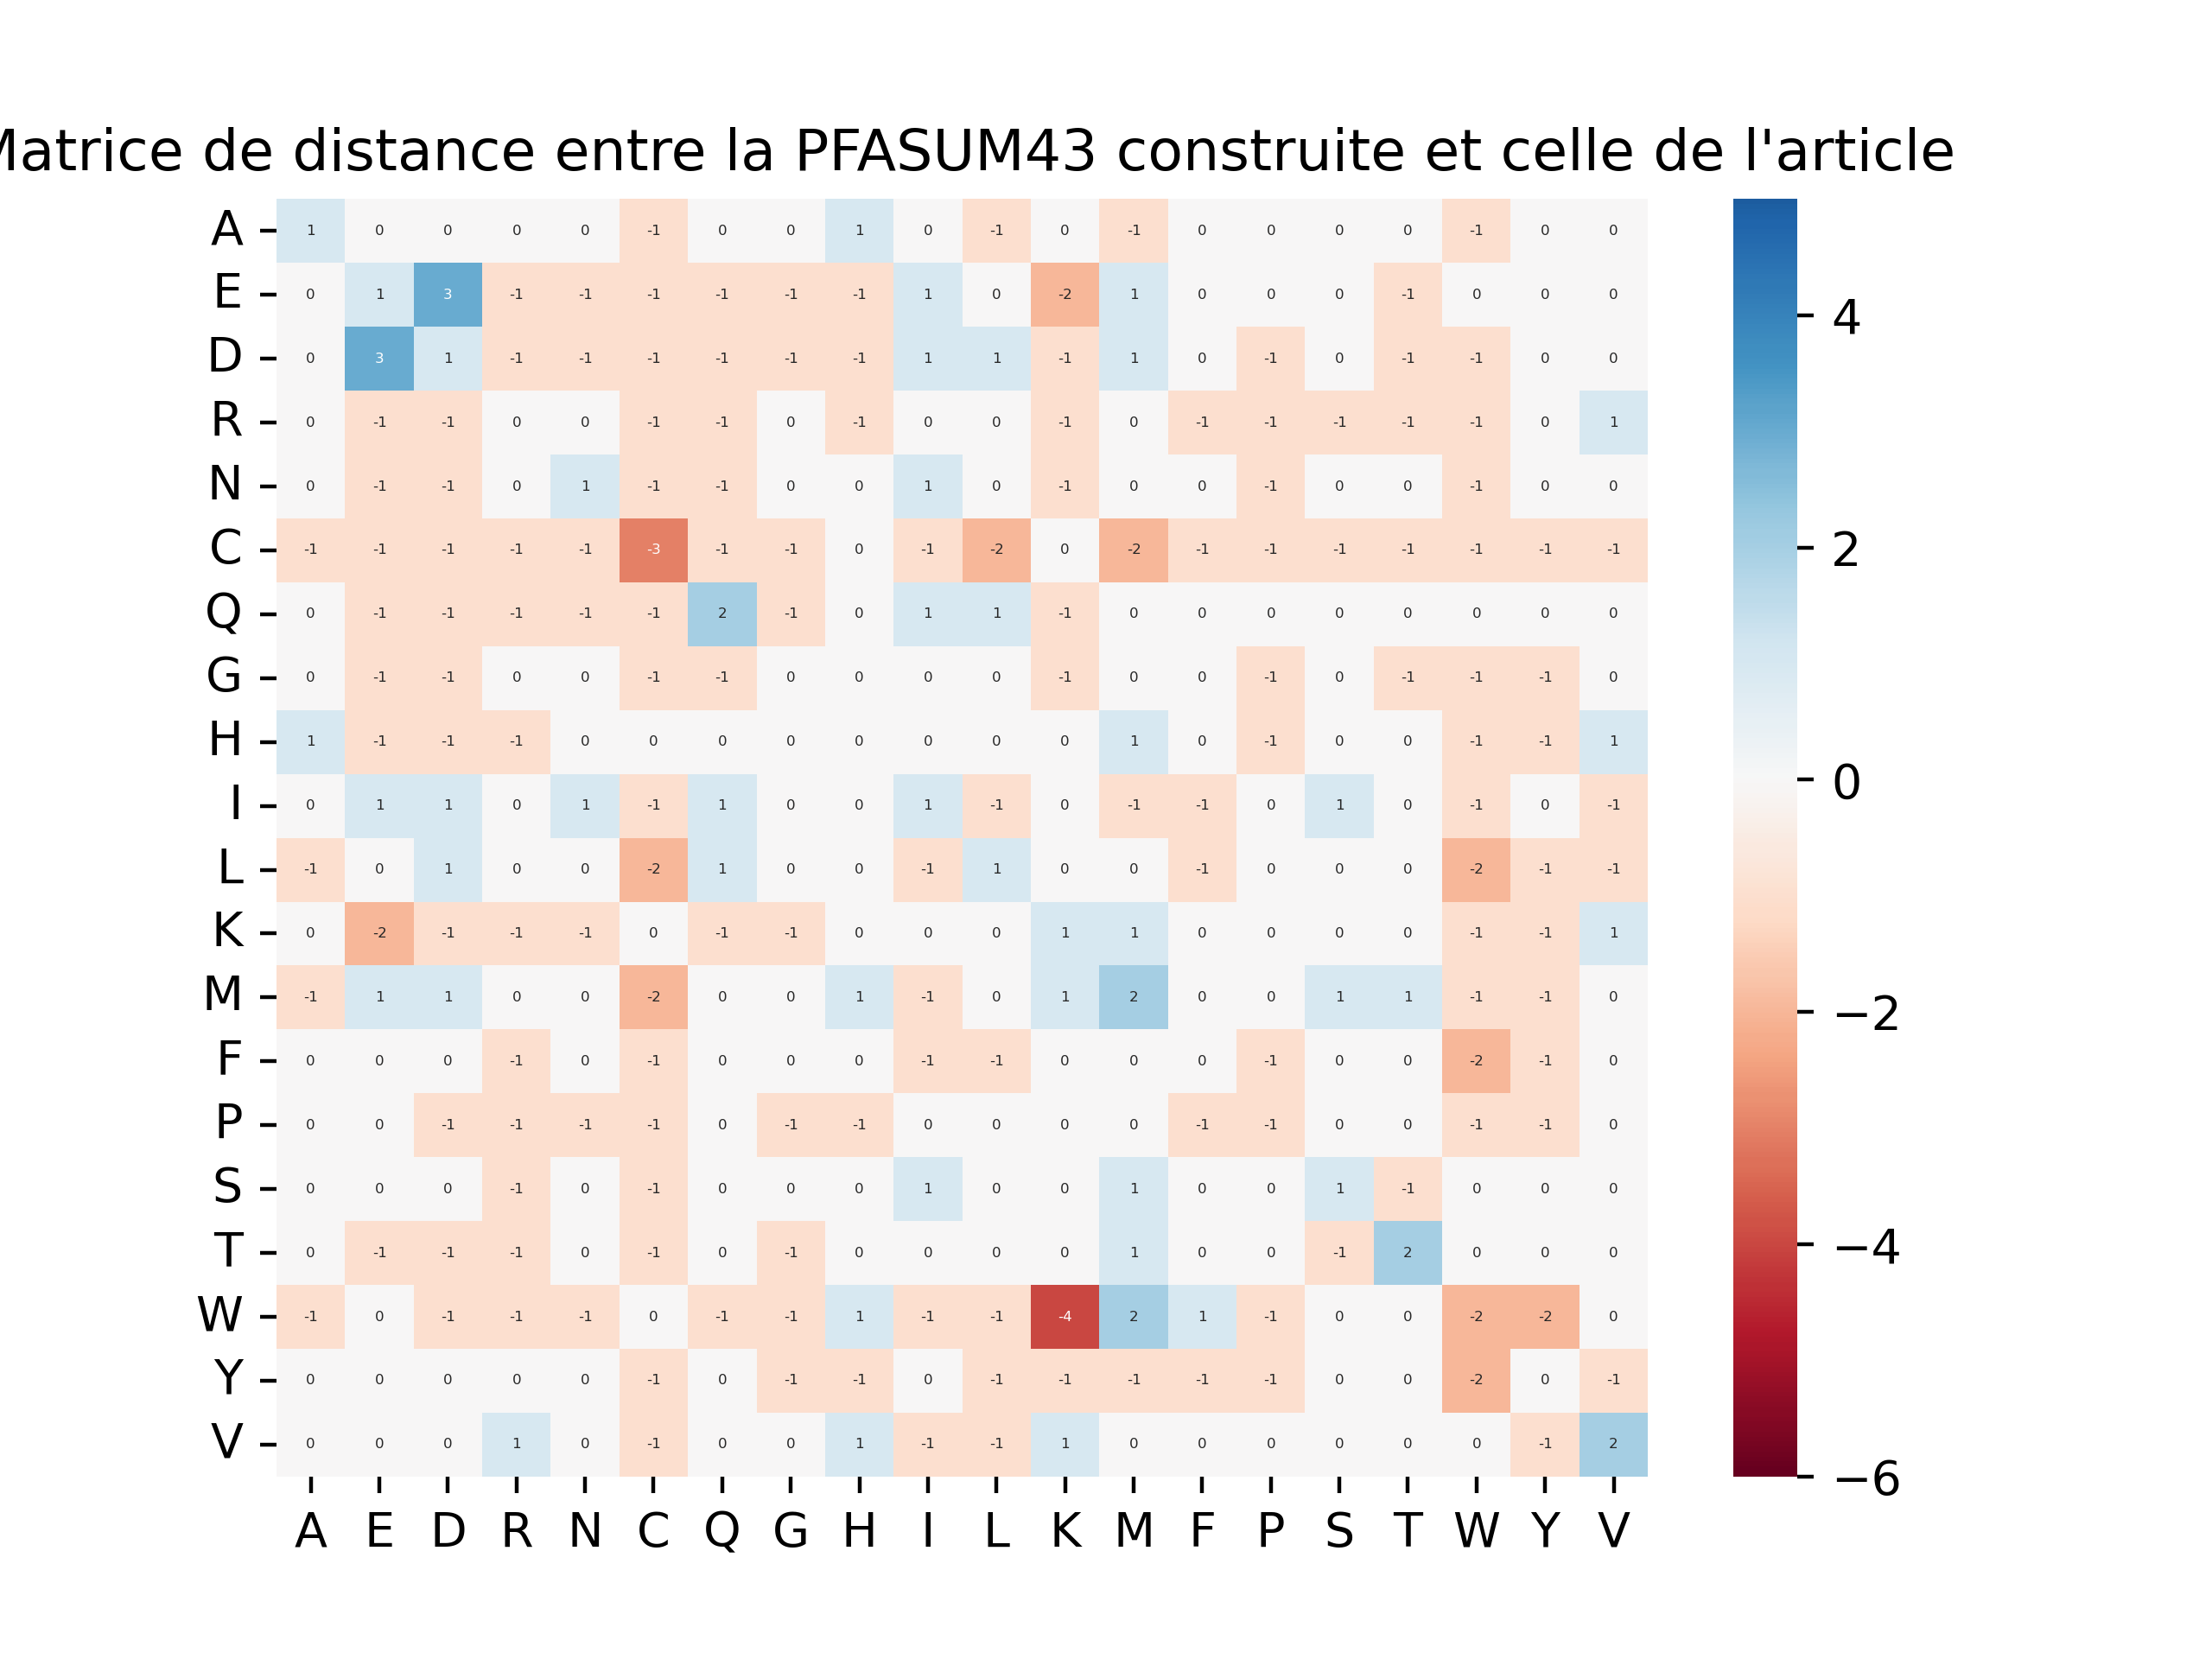 Matrice de distance entre la PFASUM43 construite et celle de l'article
A 1 0 0 0 0 -1 0 0 1 0 -1 0 -1 0 0 0 0 -1 0 0
E 0 1 3 -1 -1 -1 -1 -1 -1 1 0 -2 1 0 0 0 -1 0 0 0
D 0 3 1 -1 -1 -1 -1 -1 -1 1 1 -1 1 0 -1 0 -1 -1 0 0
R 0 -1 -1 0 0 -1 -1 0 -1 0 0 -1 0 -1 -1 -1 -1 -1 0 1
N 0 -1 -1 0 1 -1 -1 0 0 1 0 -1 0 0 -1 0 0 -1 0 0
C -1 -1 -1 -1 -1 -3 -1 -1 0 -1 -2 0 -2 -1 -1 -1 -1 -1 -1 -1
Q 0 -1 -1 -1 -1 -1 2 -1 0 1 1 -1 0 0 0 0 0 0 0 0
G 0 -1 -1 0 0 -1 -1 0 0 0 0 -1 0 0 -1 0 -1 -1 -1 0
H 1 -1 -1 -1 0 0 0 0 0 0 0 0 1 0 -1 0 0 -1 -1 1
I 0 1 1 0 1 -1 1 0 0 1 -1 0 -1 -1 0 1 0 -1 0 -1
L -1 0 1 0 0 -2 1 0 0 -1 1 0 0 -1 0 0 0 -2 -1 -1
K 0 -2 -1 -1 -1 0 -1 -1 0 0 0 1 1 0 0 0 0 -1 -1 1
M -1 1 1 0 0 -2 0 0 1 -1 0 1 2 0 0 1 1 -1 -1 0
F 0 0 0 -1 0 -1 0 0 0 -1 -1 0 0 0 -1 0 0 -2 -1 0
P 0 0 -1 -1 -1 -1 0 -1 -1 0 0 0 0 -1 -1 0 0 -1 -1 0
S 0 0 0 -1 0 -1 0 0 0 1 0 0 1 0 0 1 -1 0 0 0
T 0 -1 -1 -1 0 -1 0 -1 0 0 0 0 1 0 0 -1 2 0 0 0
W -1 0 -1 -1 -1 0 -1 -1 1 -1 -1 -4 2 1 -1 0 0 -2 -2 0
Y 0 0 0 0 0 -1 0 -1 -1 0 -1 -1 -1 -1 -1 0 0 -2 0 -1
V 0 0 0 1 0 -1 0 0 1 -1 -1 1 0 0 0 0 0 0 -1 2
A E D R N C Q G H I L K M F P S T W Y V
4
2
0
−2
−4
−6